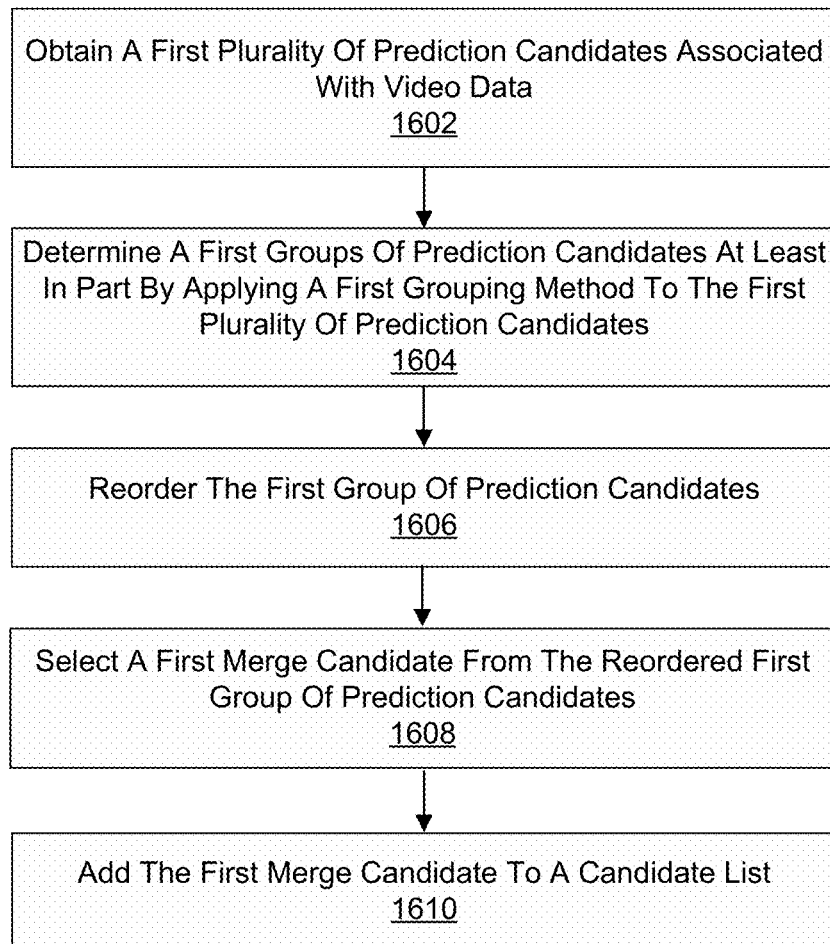 Obtain A First Plurality Of Prediction Candidates Associated
With Video Data
1602
Determine A First Groups Of Prediction Candidates At Least
In Part By Applying A First Grouping Method To The First
Plurality Of Prediction Candidates
1604
Reorder The First Group Of Prediction Candidates
1606
Select A First Merge Candidate From The Reordered First
Group Of Prediction Candidates
1608
Add The First Merge Candidate To A Candidate List
1610